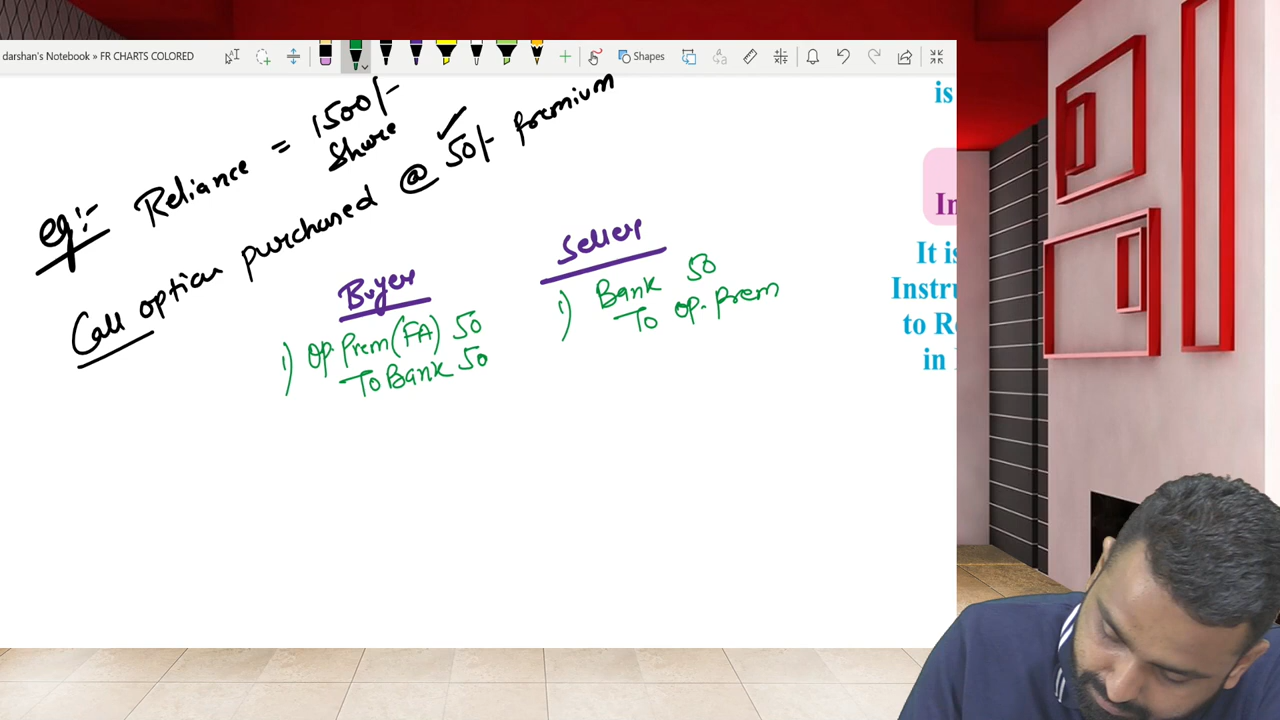 darshan's Notebook » FR CHARTS COLORED
Shapes
eg:- Reliance = 1500/-
Share
Call option purchased @ 50/- premium
Buyer
1) Op. Prem (FA) 50
To Bank 50
Seller
1) Bank 50
To Op. Prem
is
In
It is
Instru
to Re
in